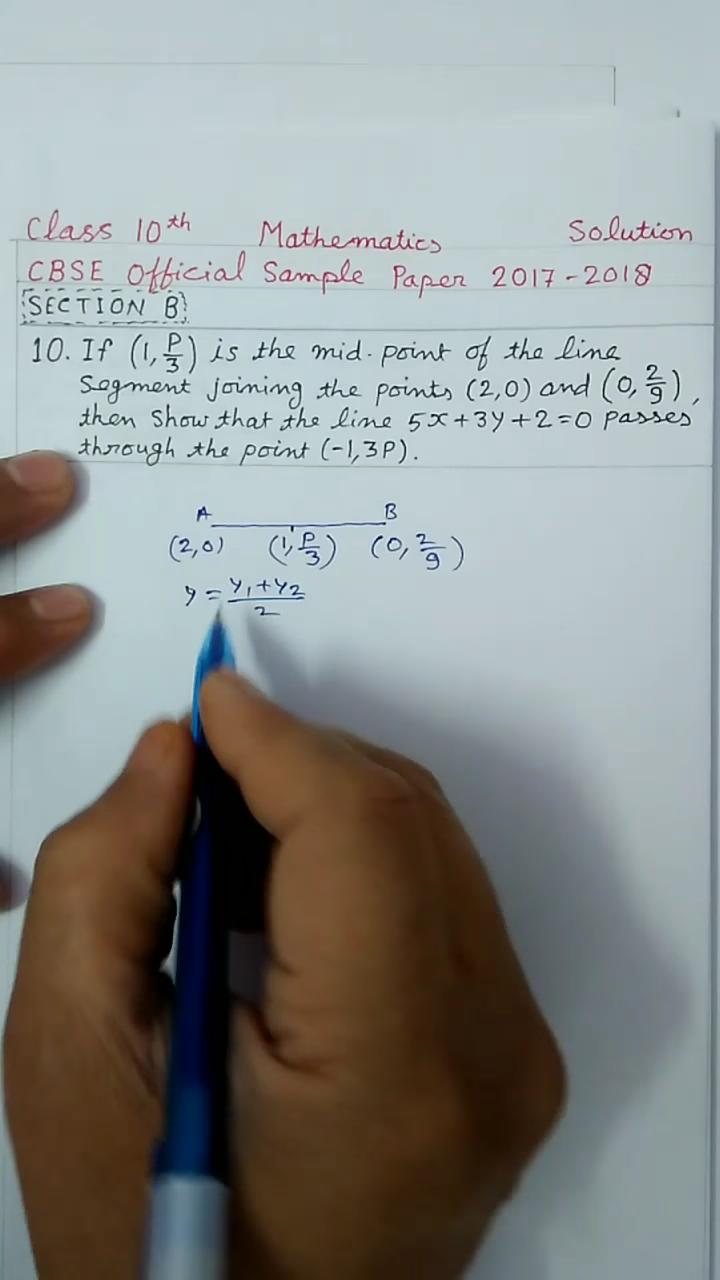 Class 10th Mathematics Solution
CBSE Official Sample Paper 2017-2018
SECTION B
10. If (1, P/3) is the mid-point of the line
Segment joining the points (2,0) and (0, 2/9),
then Show that the line 5x+3y+2=0 passes
through the point (-1, 3P).
A B
(2,0) (1, P/3) (0, 2/9)
y = y₁+y₂/2